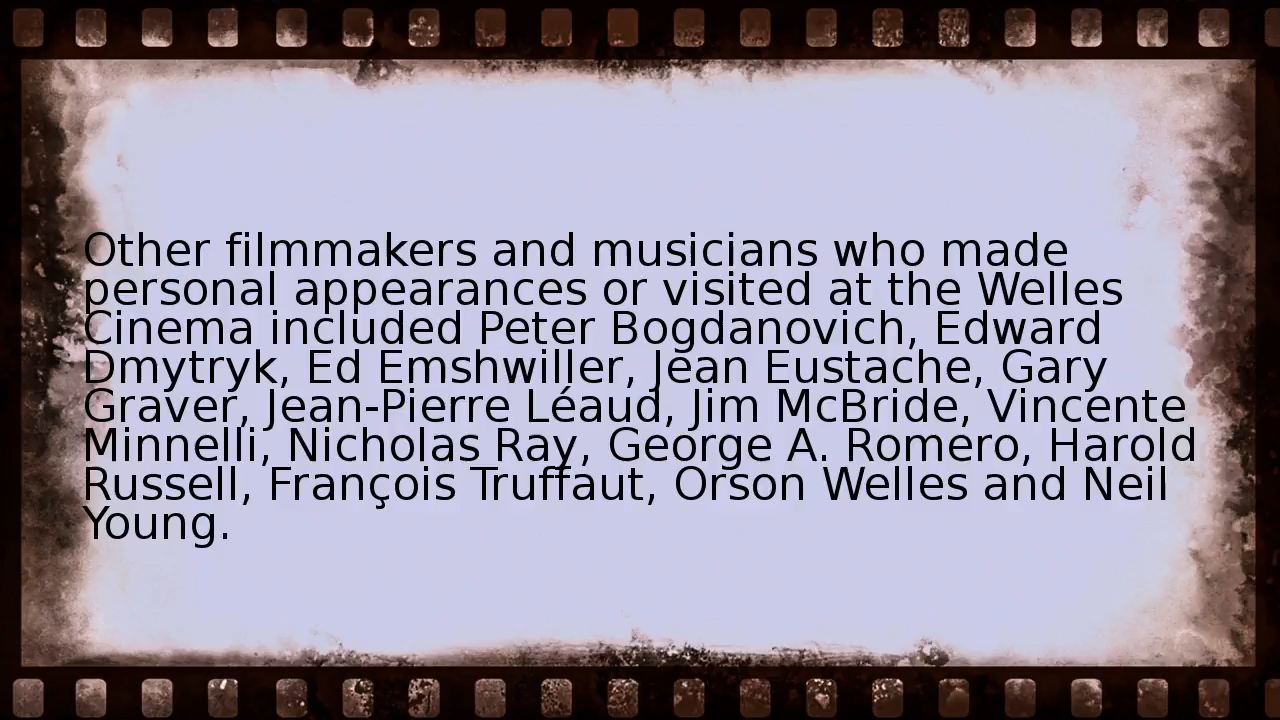 Other filmmakers and musicians who made
personal appearances or visited at the Welles
Cinema included Peter Bogdanovich, Edward
Dmytryk, Ed Emshwiller, Jean Eustache, Gary
Graver, Jean-Pierre Léaud, Jim McBride, Vincente
Minnelli, Nicholas Ray, George A. Romero, Harold
Russell, François Truffaut, Orson Welles and Neil
Young.